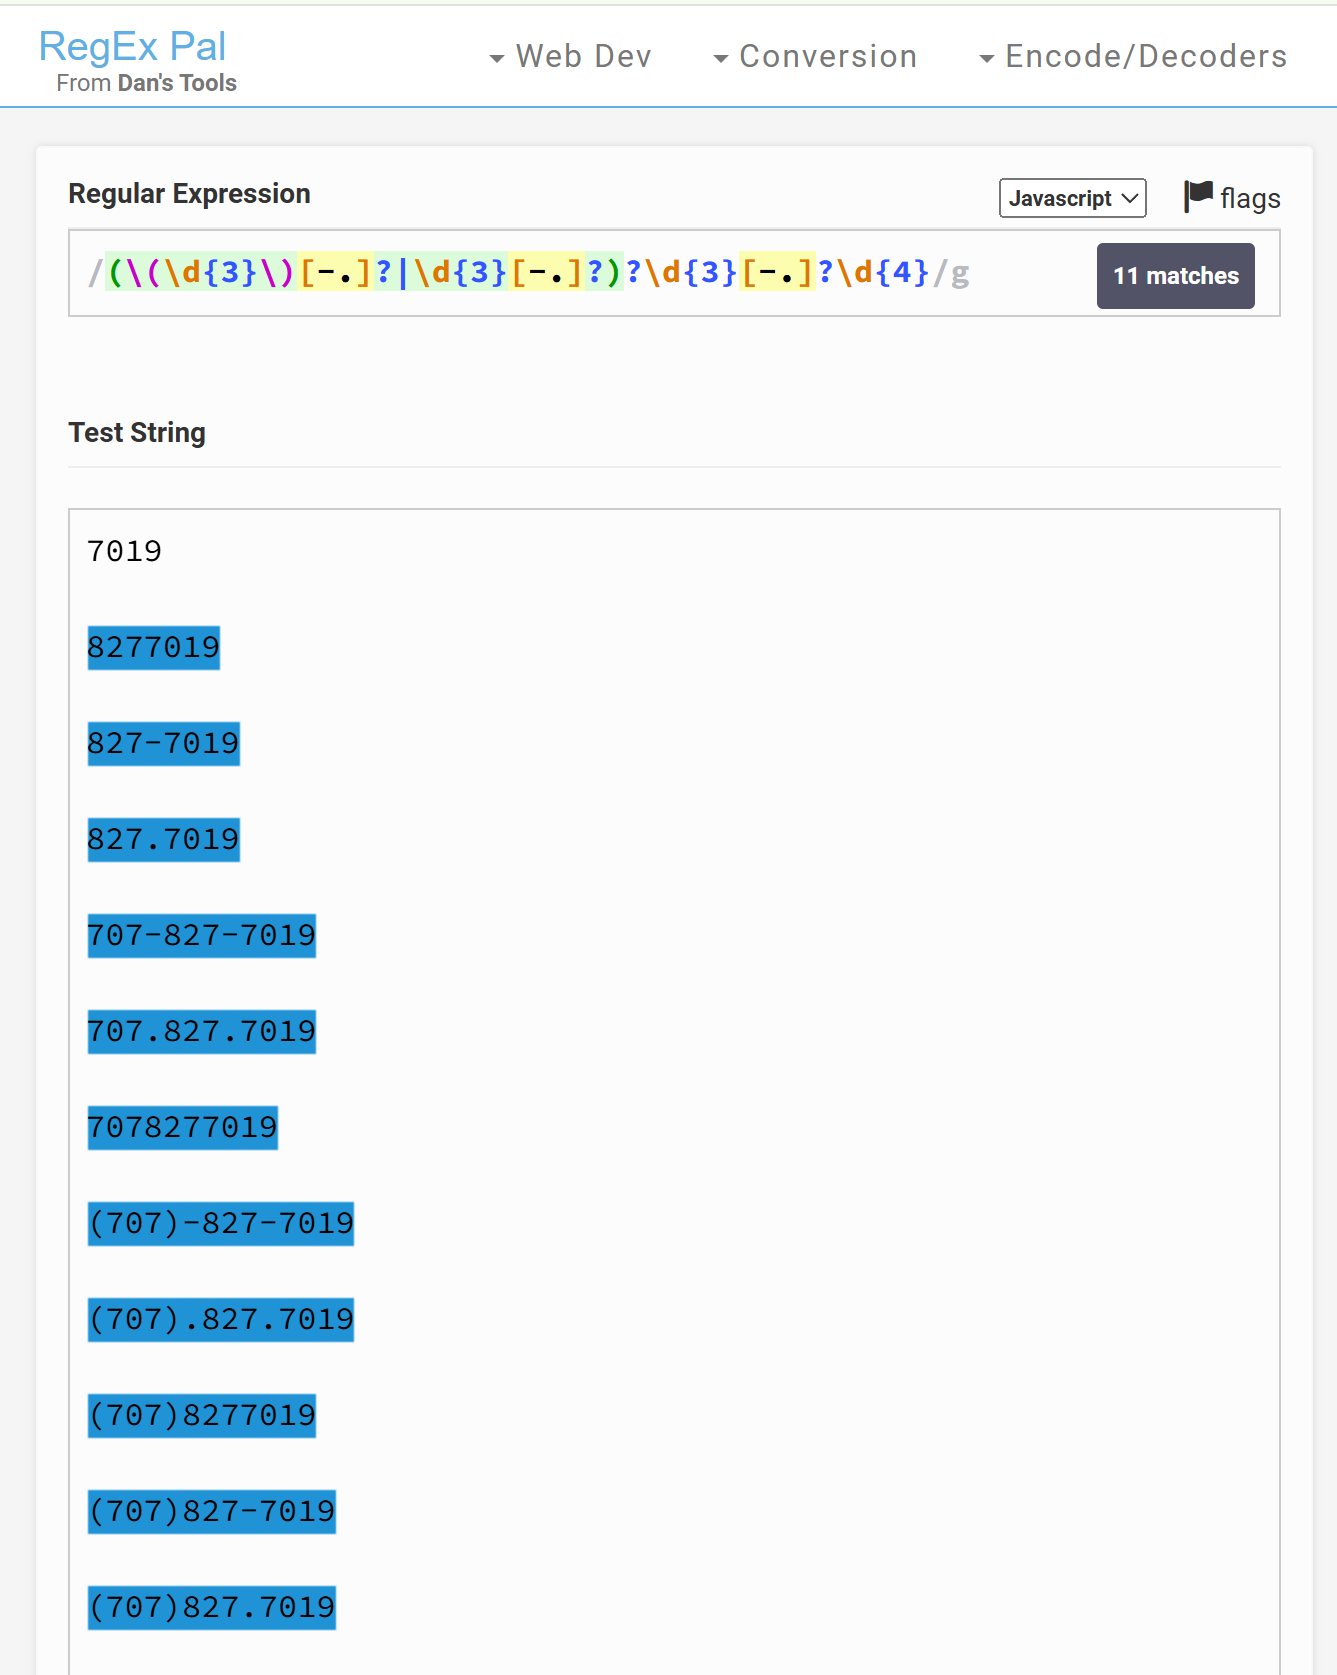 RegEx Pal
From Dan's Tools
Web Dev
Conversion
Encode/Decoders
Regular Expression
Javascript
flags
/(\(\d{3}\)[-.]?|\d{3}[-.]?)?\d{3}[-.]?\d{4}/g
11 matches
Test String
7019
8277019
827-7019
827.7019
707-827-7019
707.827.7019
7078277019
(707)-827-7019
(707).827.7019
(707)8277019
(707)827-7019
(707)827.7019